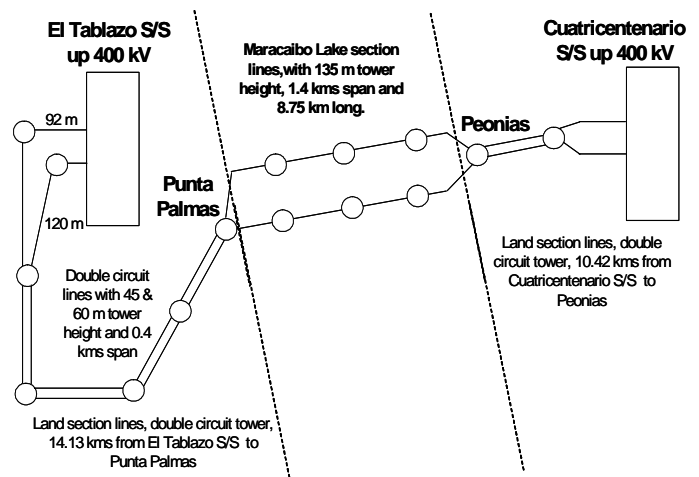 El Tablazo S/S
up 400 kV
Maracaibo Lake section
lines,with 135 m tower
height, 1.4 kms span and
8.75 km long.
Cuatricentenario
S/S up 400 kV
92 m
Peonias
Punta
Palmas
120 m
Double circuit
lines with 45 &
60 m tower
height and 0.4
kms span
Land section lines, double
circuit tower, 10.42 kms from
Cuatricentenario S/S to
Peonias
Land section lines, double circuit tower,
14.13 kms from El Tablazo S/S to
Punta Palmas